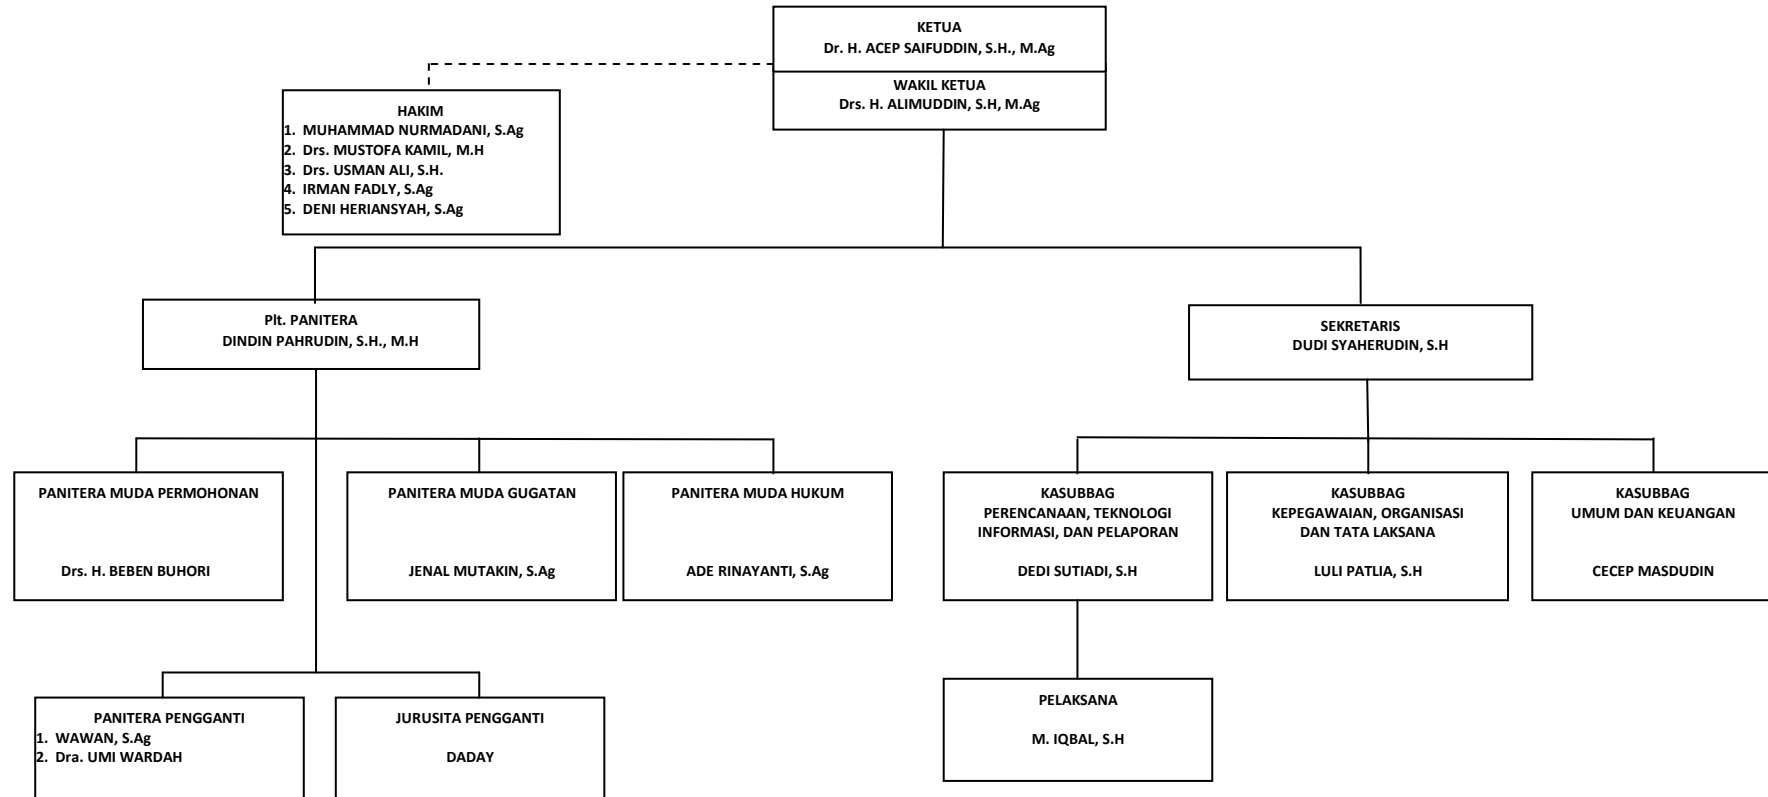 KETUA
Dr. H. ACEP SAIFUDDIN, S.H., M.Ag
WAKIL KETUA
Drs. H. ALIMUDDIN, S.H, M.Ag
HAKIM
1. MUHAMMAD NURMADANI, S.Ag
2. Drs. MUSTOFA KAMIL, M.H
3. Drs. USMAN ALI, S.H.
4. IRMAN FADLY, S.Ag
5. DENI HERIANSYAH, S.Ag
Plt. PANITERA
DINDIN PAHRUDIN, S.H., M.H
SEKRETARIS
DUDI SYAHERUDIN, S.H
PANITERA MUDA PERMOHONAN
Drs. H. BEBEN BUHORI
PANITERA MUDA GUGATAN
JENAL MUTAKIN, S.Ag
PANITERA MUDA HUKUM
ADE RINAYANTI, S.Ag
KASUBBAG
PERENCANAAN, TEKNOLOGI
INFORMASI, DAN PELAPORAN
DEDI SUTIADI, S.H
KASUBBAG
KEPEGAWAIAN, ORGANISASI
DAN TATA LAKSANA
LULI PATLIA, S.H
KASUBBAG
UMUM DAN KEUANGAN
CECEP MASDUDIN
PANITERA PENGGANTI
1. WAWAN, S.Ag
2. Dra. UMI WARDAH
JURUSITA PENGGANTI
DADAY
PELAKSANA
M. IQBAL, S.H